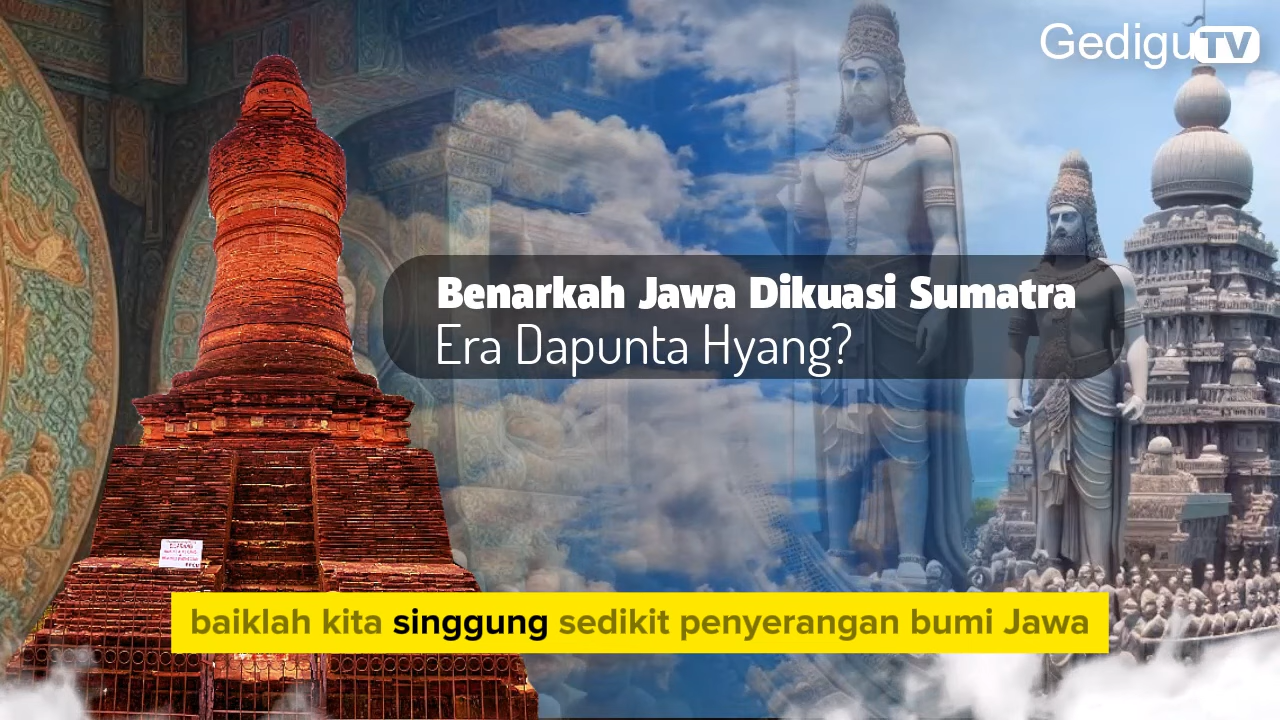 GediguTV
Benarkah Jawa Dikuasi Sumatra
Era Dapunta Hyang?
baiklah kita singgung sedikit penyerangan bumi Jawa